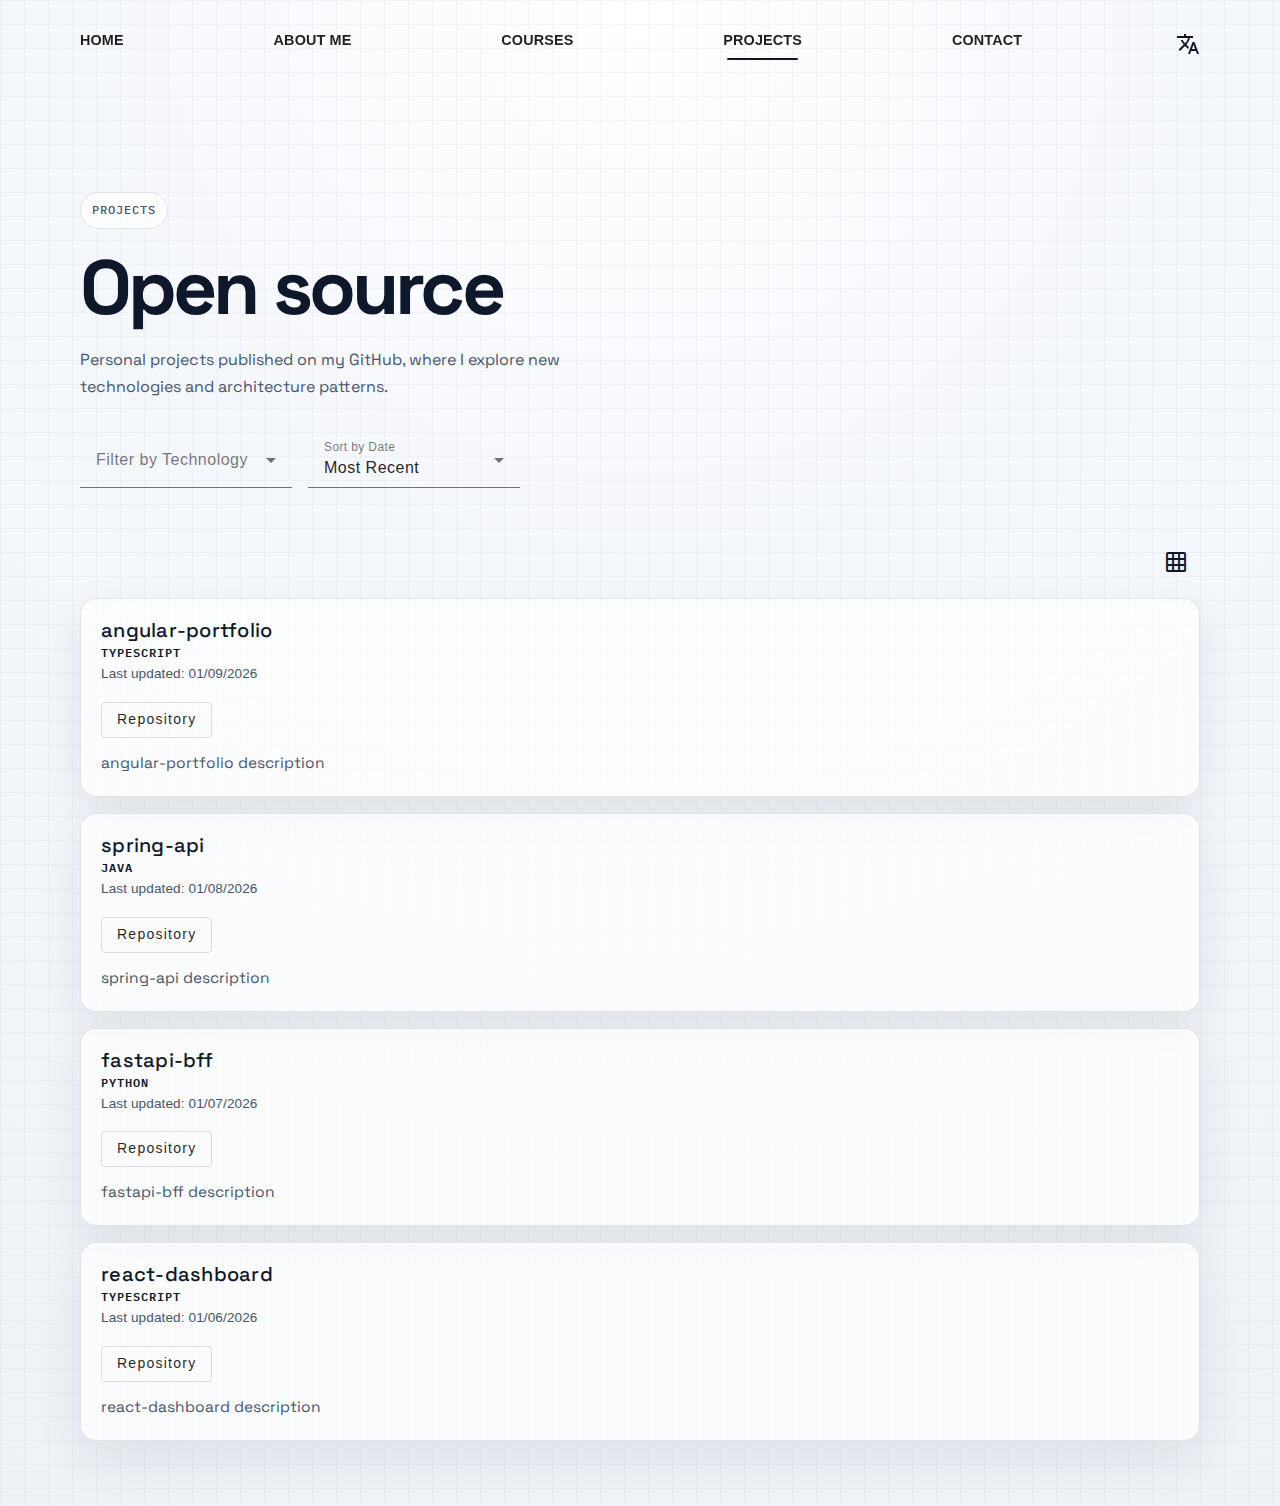 HOME ABOUT ME COURSES PROJECTS CONTACT
PROJECTS
Open source
Personal projects published on my GitHub, where I explore new
technologies and architecture patterns.
Filter by Technology
Sort by Date
Most Recent
angular-portfolio
TYPESCRIPT
Last updated: 01/09/2026
Repository
angular-portfolio description
spring-api
JAVA
Last updated: 01/08/2026
Repository
spring-api description
fastapi-bff
PYTHON
Last updated: 01/07/2026
Repository
fastapi-bff description
react-dashboard
TYPESCRIPT
Last updated: 01/06/2026
Repository
react-dashboard description